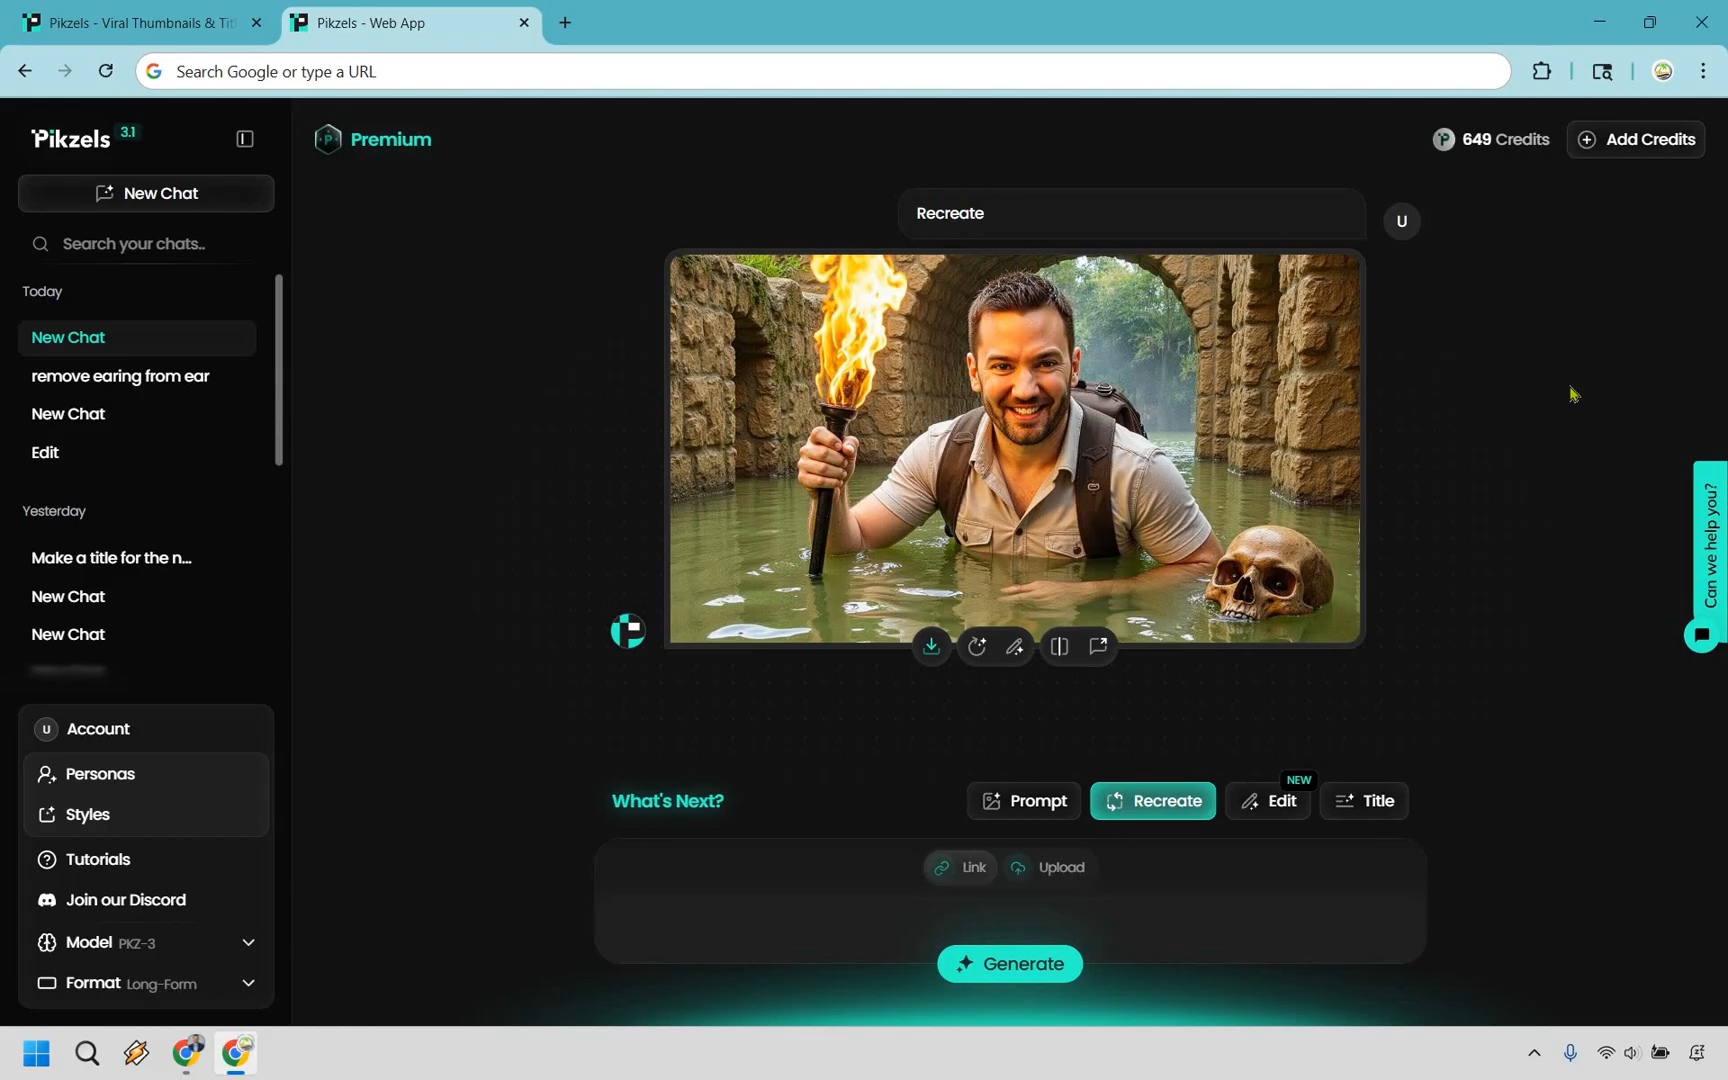 Pikzels - Viral Thumbnails & Tit
Pikzels - Web App
Search Google or type a URL
Pikzels 3.1
Premium
649 Credits
Add Credits
New Chat
Recreate
U
Search your chats..
Today
New Chat
remove earing from ear
New Chat
Edit
Yesterday
Make a title for the n...
New Chat
New Chat
Can we help you?
U Account
Personas
Styles
Tutorials
Join our Discord
Model PKZ-3
Format Long-Form
What's Next?
Prompt
Recreate
Edit
NEW
Title
Link
Upload
Generate